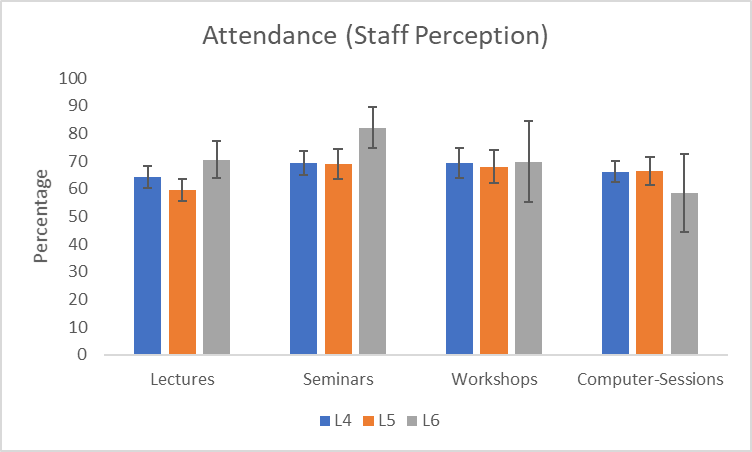 Attendance (Staff Perception)
Percentage
100
90
80
70
60
50
40
30
20
10
0
Lectures Seminars Workshops Computer-Sessions
L4 L5 L6